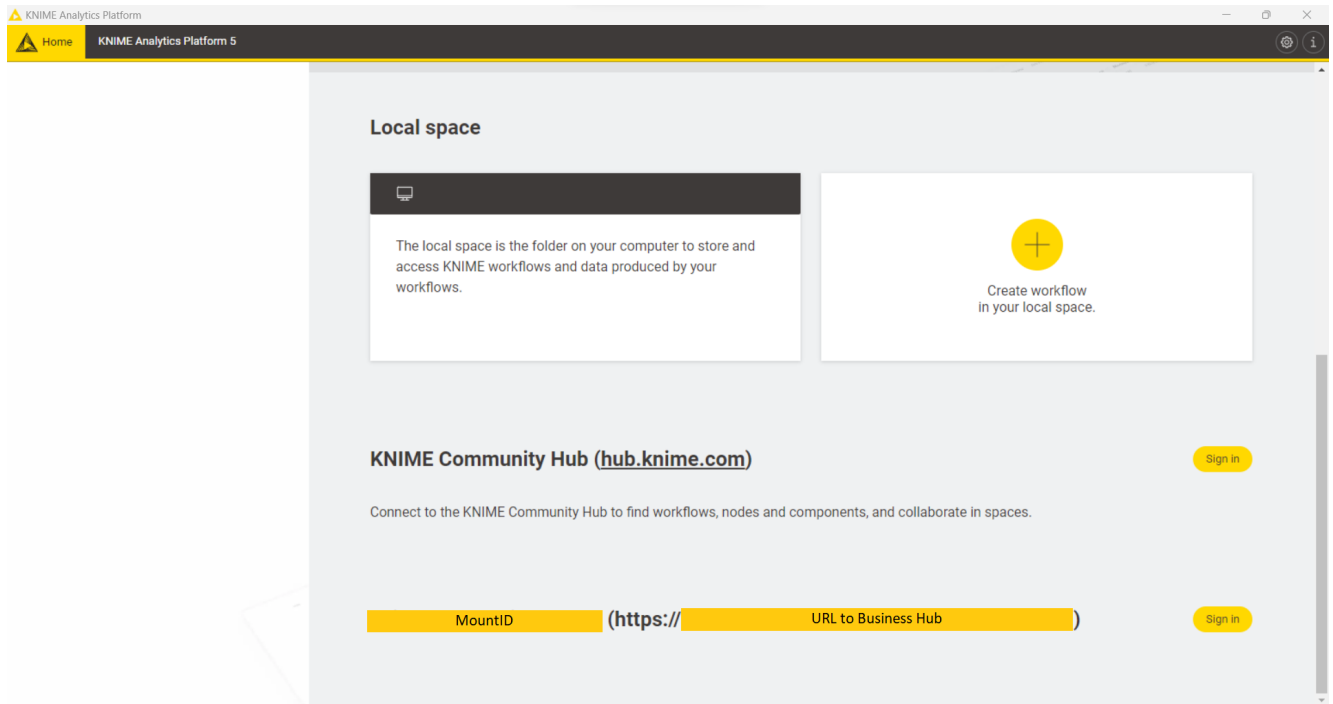 KNIME Analytics Platform
Home
KNIME Analytics Platform 5
Local space
The local space is the folder on your computer to store and
access KNIME workflows and data produced by your
workflows.
Create workflow
in your local space.
KNIME Community Hub (hub.knime.com)
Sign in
Connect to the KNIME Community Hub to find workflows, nodes and components, and collaborate in spaces.
MountID (https:// URL to Business Hub )
Sign in